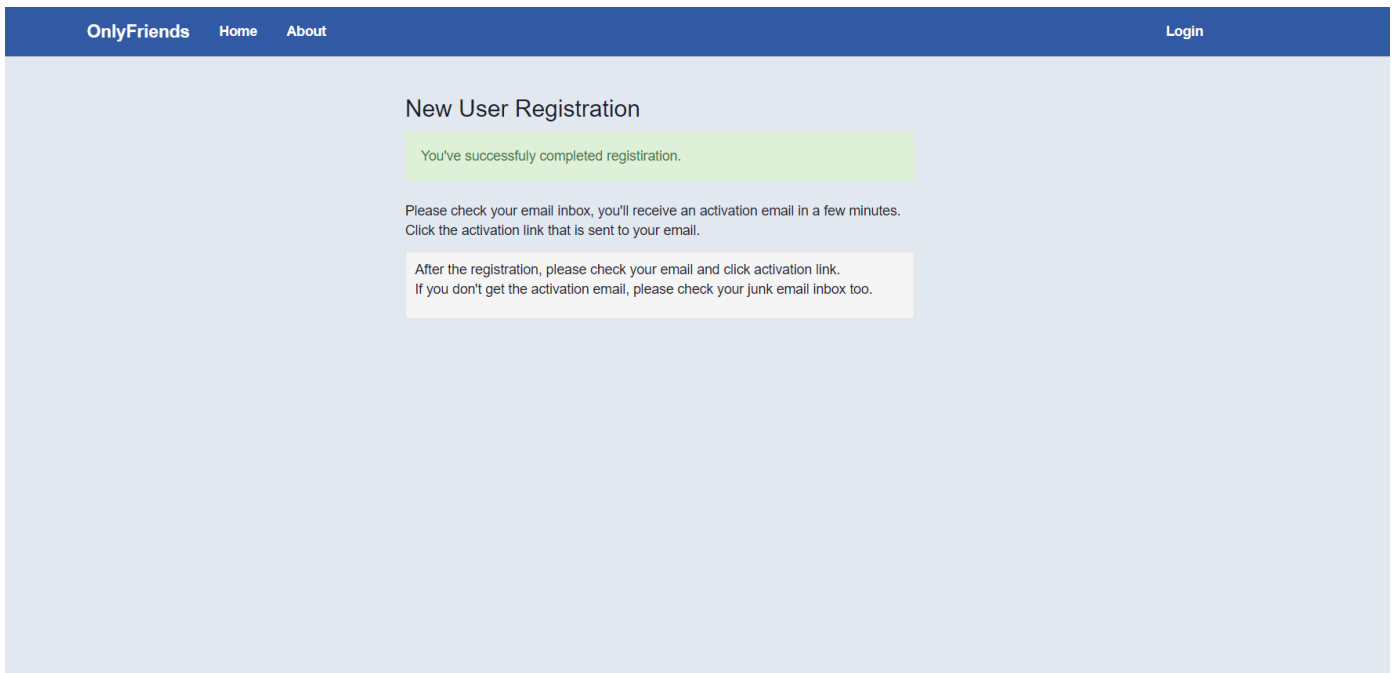 OnlyFriends Home About Login
New User Registration
You've successfuly completed registiration.
Please check your email inbox, you'll receive an activation email in a few minutes.
Click the activation link that is sent to your email.
After the registration, please check your email and click activation link.
If you don't get the activation email, please check your junk email inbox too.